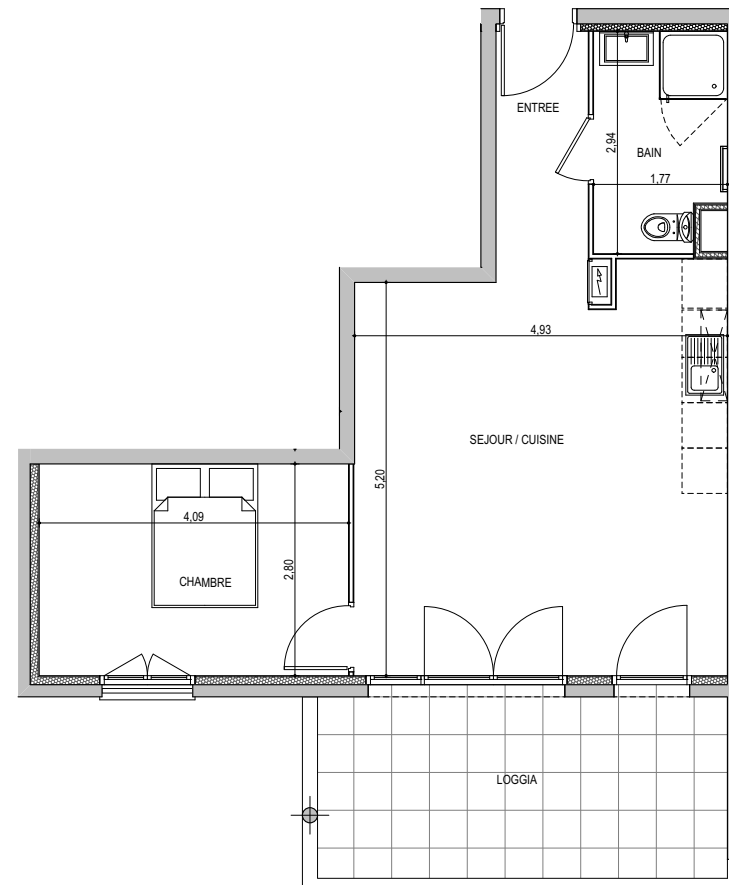 ENTREE
2,94
BAIN
1,77
4,93
SEJOUR / CUISINE
5,20
4,09
2,80
CHAMBRE
LOGGIA